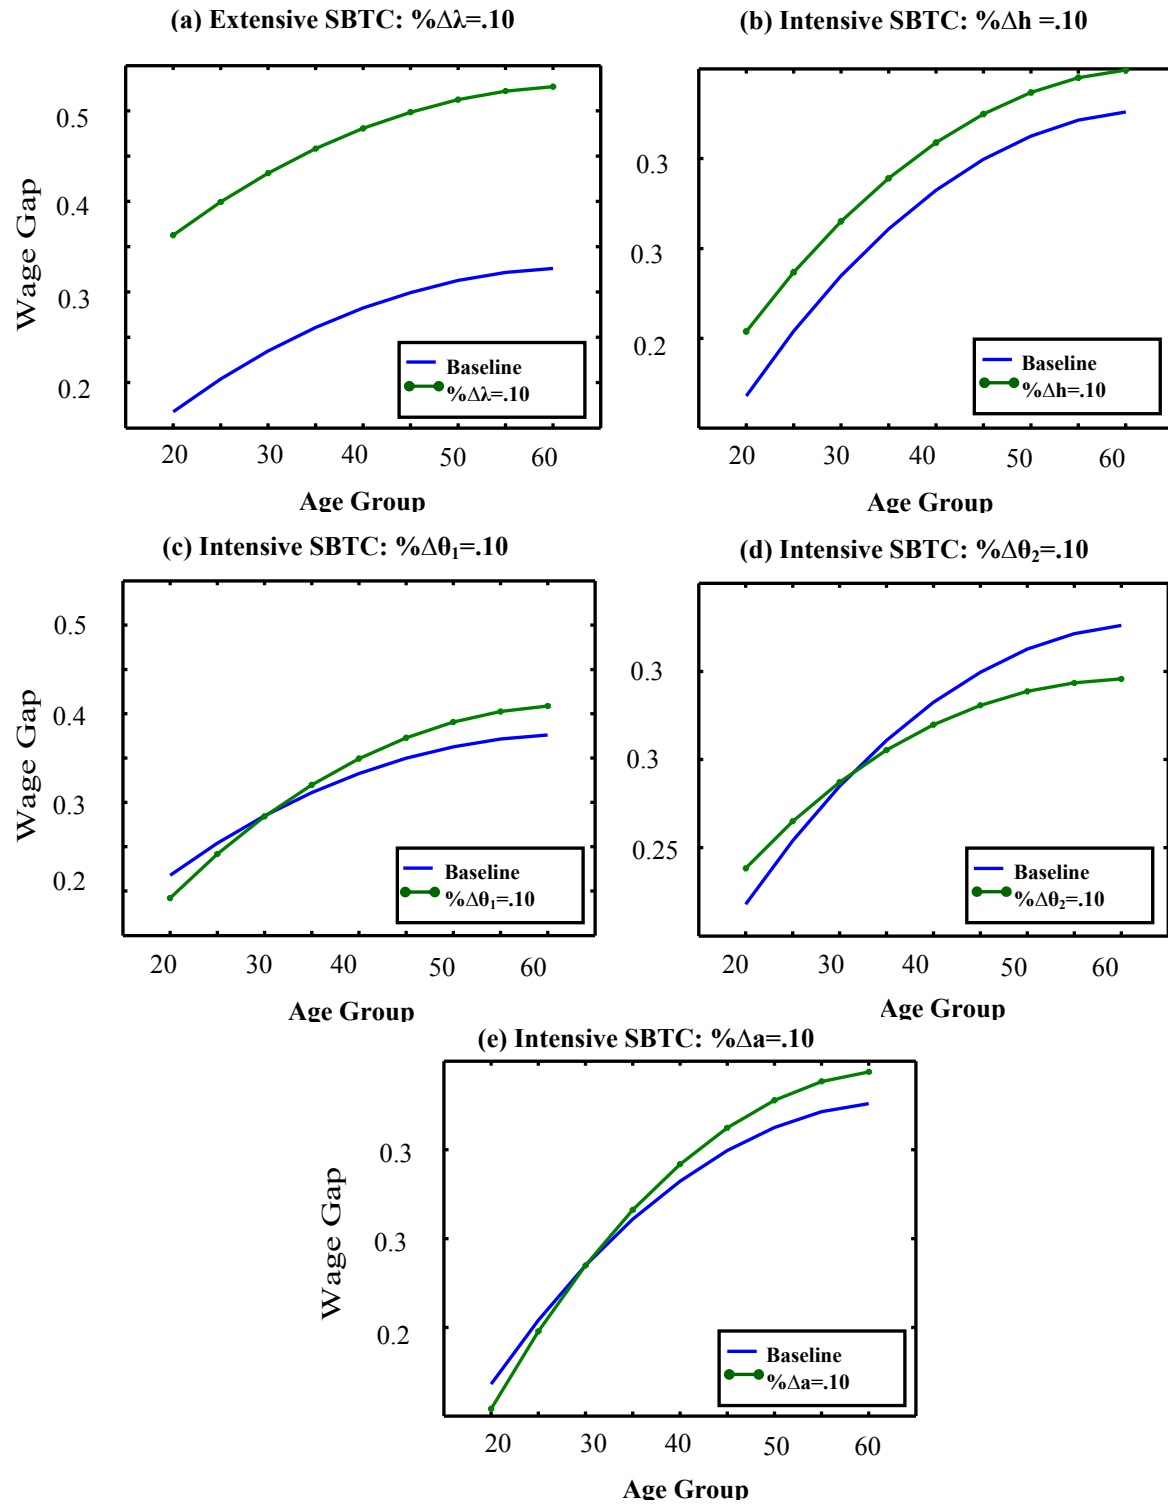 (a) Extensive SBTC: %Δλ=.10
0.5
0.4
0.3
0.2
Wage Gap
Baseline
%Δλ=.10
20 30 40 50 60
Age Group
(b) Intensive SBTC: %Δh =.10
0.3
0.3
0.2
Baseline
%Δh=.10
20 30 40 50 60
Age Group
(c) Intensive SBTC: %Δθ₁=.10
0.5
0.4
0.3
0.2
Wage Gap
Baseline
%Δθ₁=.10
20 30 40 50 60
Age Group
(d) Intensive SBTC: %Δθ₂=.10
0.3
0.3
0.25
Baseline
%Δθ₂=.10
20 30 40 50 60
Age Group
(e) Intensive SBTC: %Δa=.10
0.3
0.3
0.2
Wage Gap
Baseline
%Δa=.10
20 30 40 50 60
Age Group